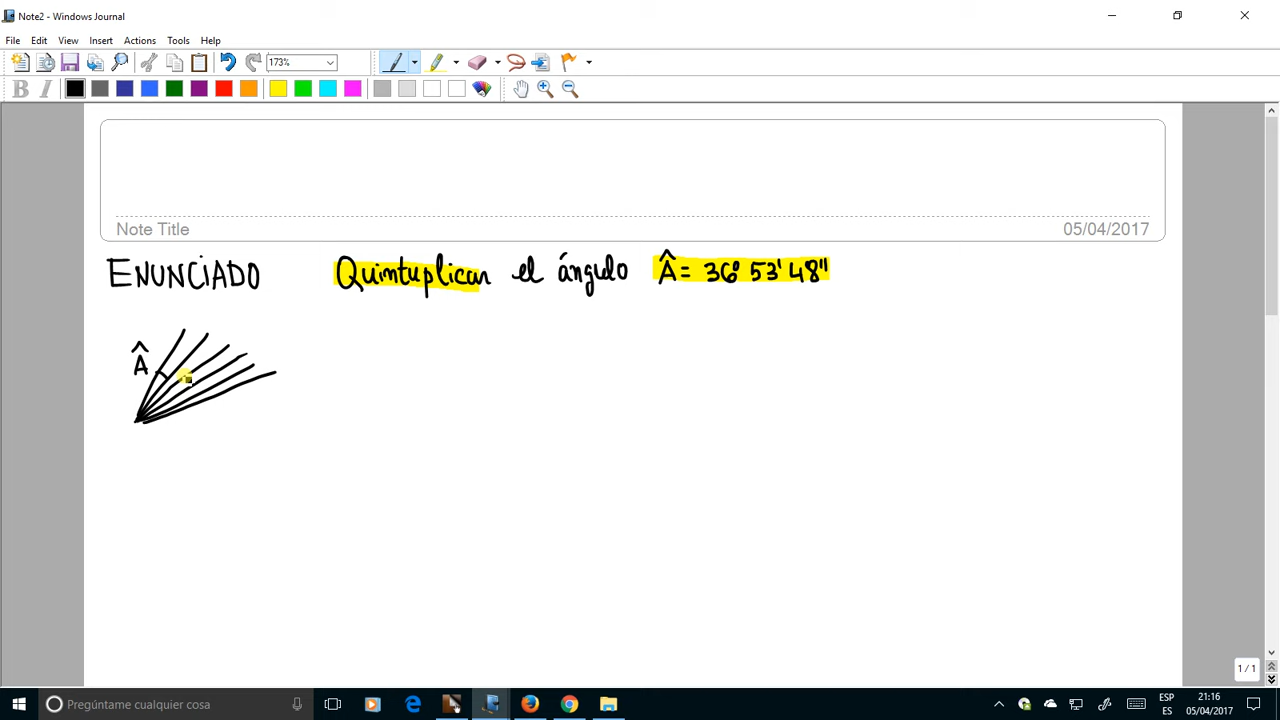 Note2 - Windows Journal
File Edit View Insert Actions Tools Help
173%
B I
Note Title 05/04/2017
ENUNCIADO Quintuplicar el ángulo Â= 36º 53' 48"
Â
1 / 1
Pregúntame cualquier cosa
ESP
ES
21:16
05/04/2017